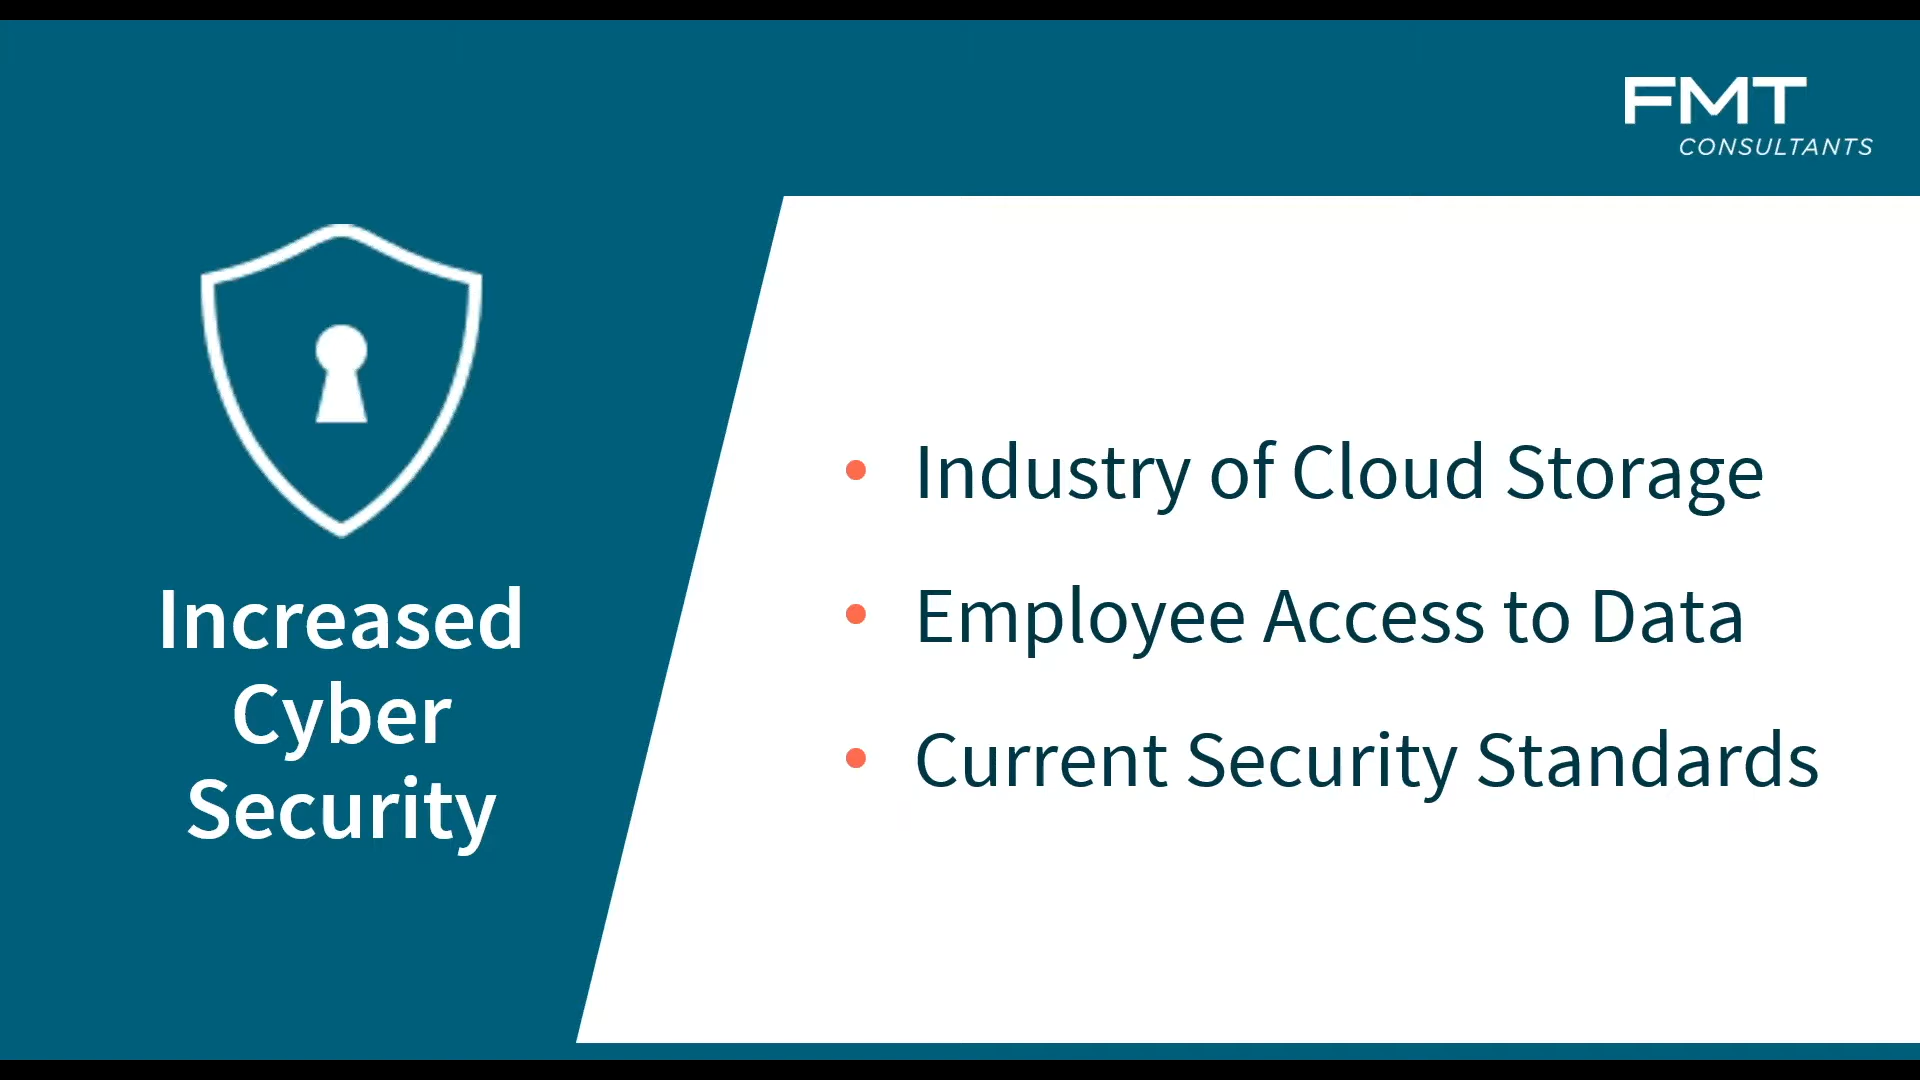 FMT
CONSULTANTS
Increased
Cyber
Security
• Industry of Cloud Storage
• Employee Access to Data
• Current Security Standards